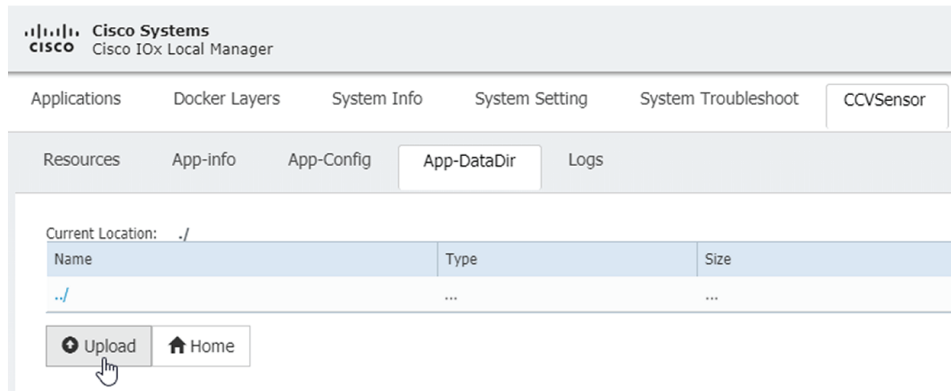 Cisco Systems
CISCO Cisco IOx Local Manager
Applications Docker Layers System Info System Setting System Troubleshoot CCVSensor
Resources App-info App-Config App-DataDir Logs
Current Location: ./
Name Type Size
../ ... ...
Upload Home